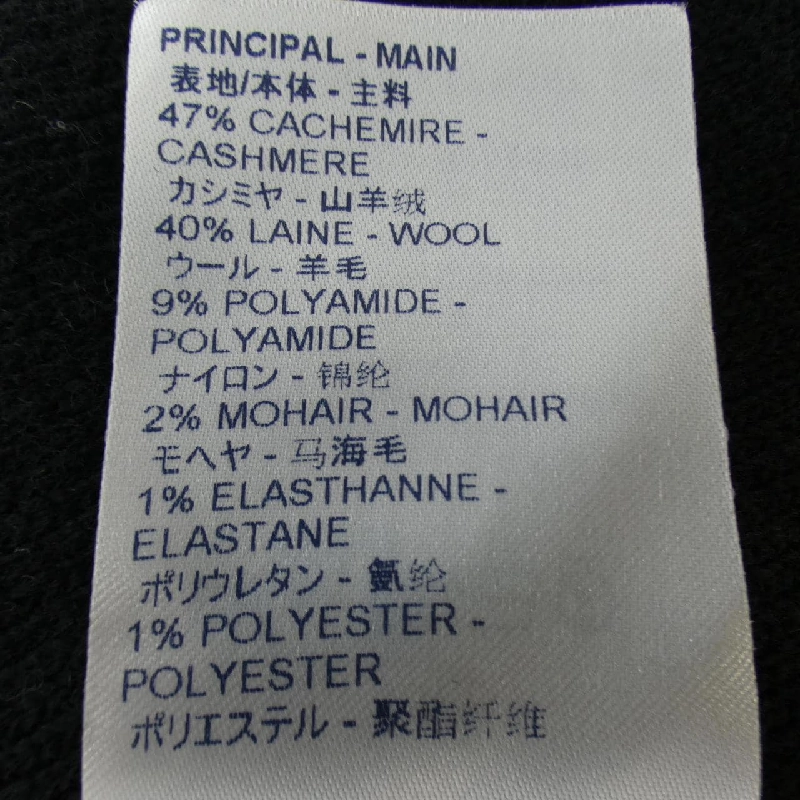 PRINCIPAL - MAIN
表地/本体 - 主料
47% CACHEMIRE -
CASHMERE
カシミヤ - 山羊绒
40% LAINE - WOOL
ウール - 羊毛
9% POLYAMIDE -
POLYAMIDE
ナイロン - 锦纶
2% MOHAIR - MOHAIR
モヘヤ - 马海毛
1% ELASTHANNE -
ELASTANE
ポリウレタン - 氨纶
1% POLYESTER -
POLYESTER
ポリエステル - 聚酯纤维